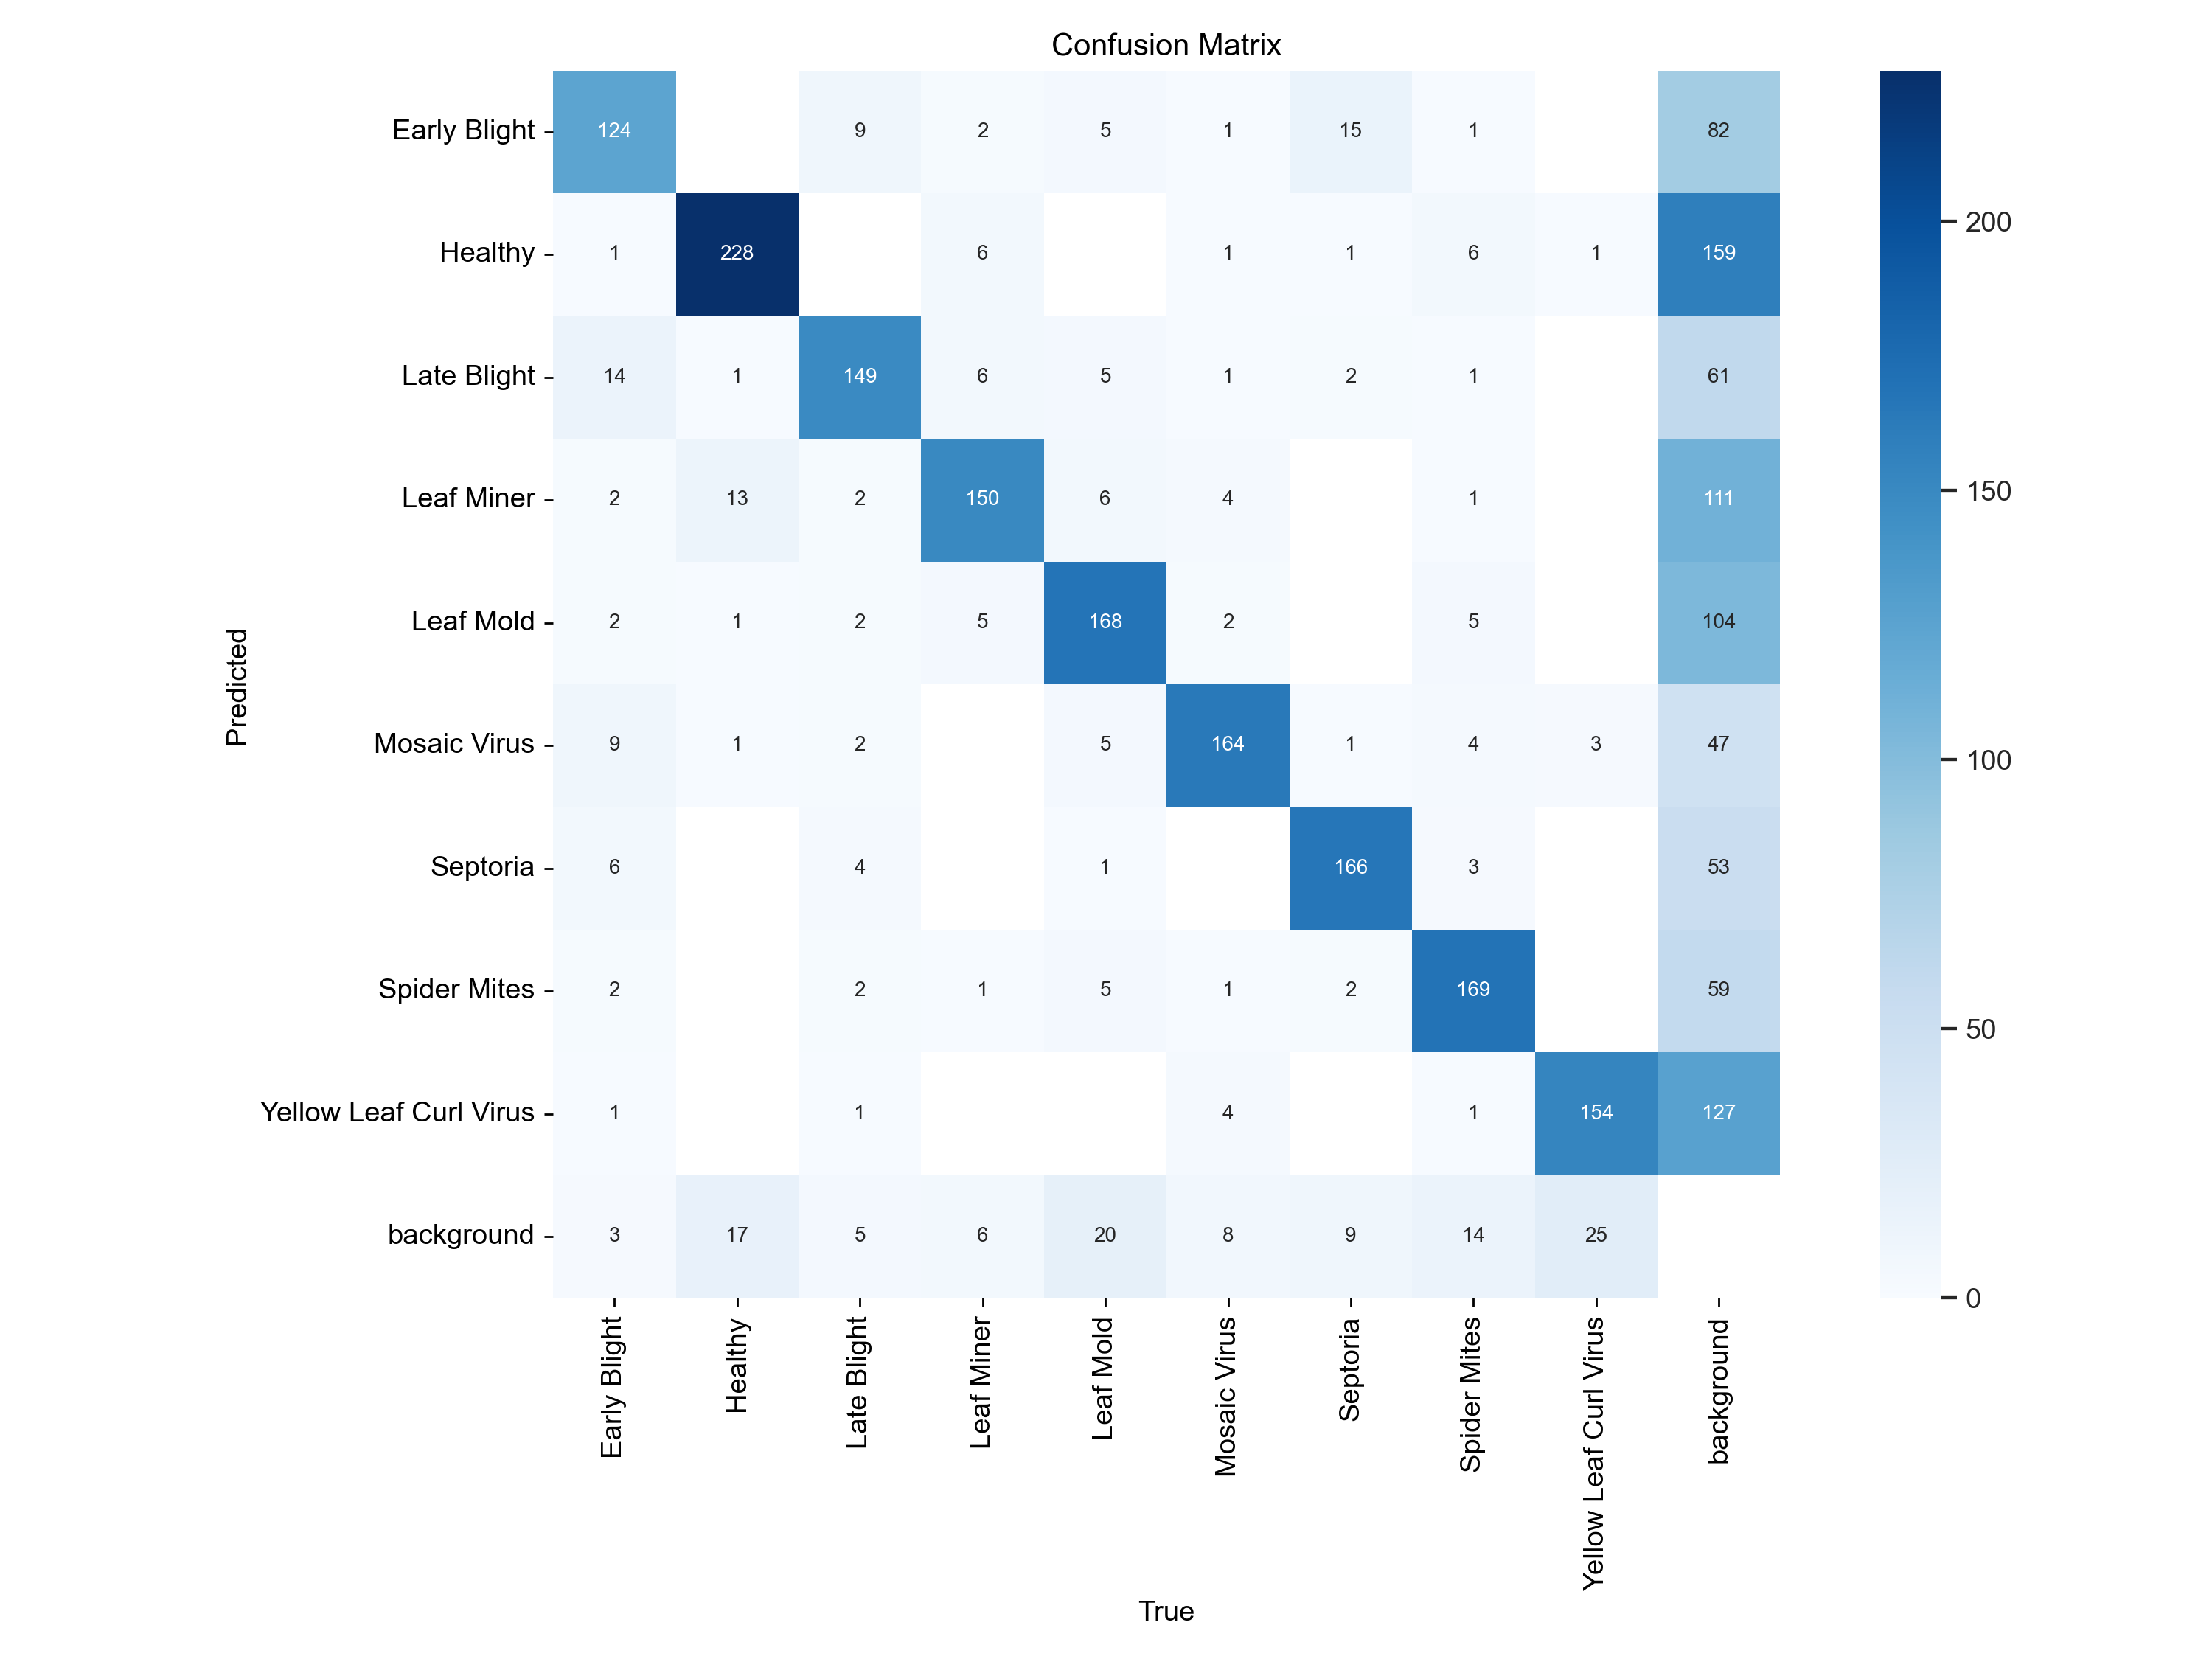 Confusion Matrix
Early Blight 124 9 2 5 1 15 1 82
Healthy 1 228 6 1 1 6 1 159
Late Blight 14 1 149 6 5 1 2 1 61
Leaf Miner 2 13 2 150 6 4 1 111
Leaf Mold 2 1 2 5 168 2 5 104
Mosaic Virus 9 1 2 5 164 1 4 3 47
Septoria 6 4 1 166 3 53
Spider Mites 2 2 1 5 1 2 169 59
Yellow Leaf Curl Virus 1 1 4 1 154 127
background 3 17 5 6 20 8 9 14 25
Predicted
Early Blight
Healthy
Late Blight
Leaf Miner
Leaf Mold
Mosaic Virus
Septoria
Spider Mites
Yellow Leaf Curl Virus
background
True
200
150
100
50
0